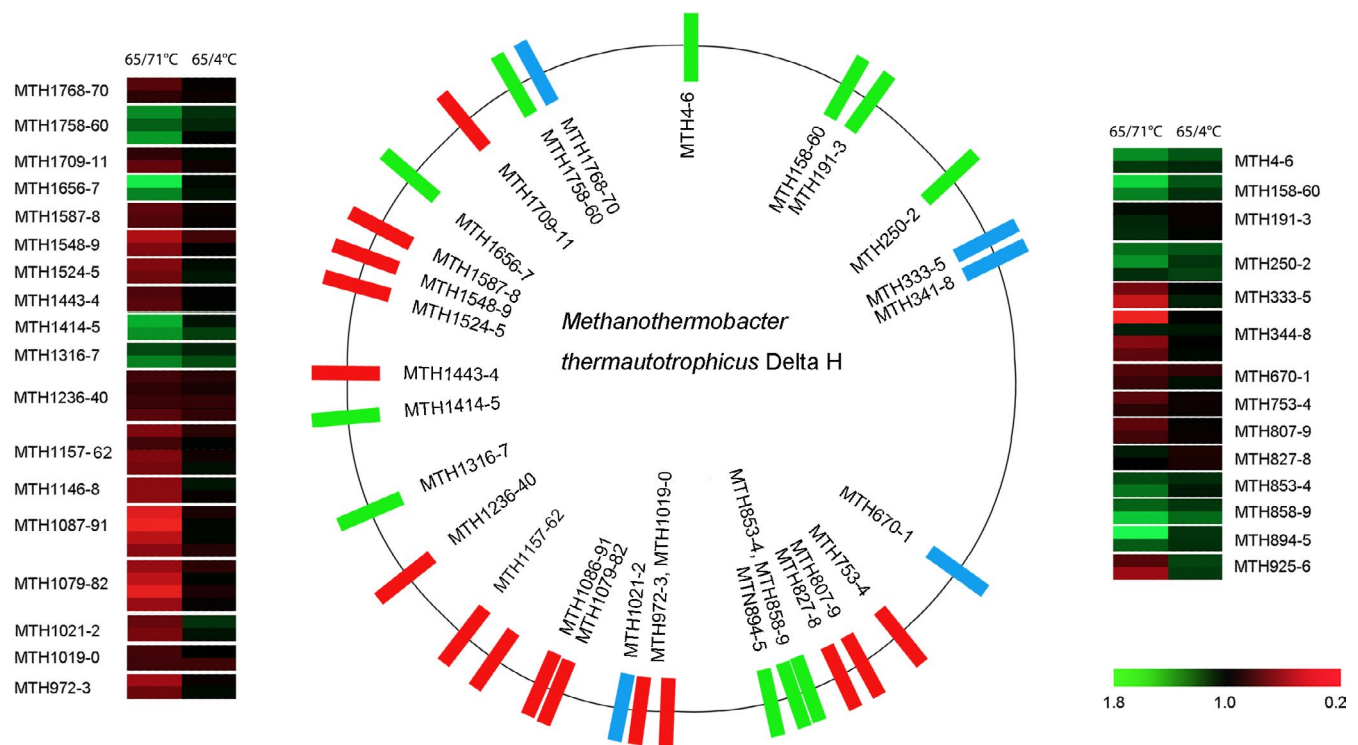 65/71°C 65/4°C
MTH1768-70
MTH1758-60
MTH1709-11
MTH1656-7
MTH1587-8
MTH1548-9
MTH1524-5
MTH1443-4
MTH1414-5
MTH1316-7
MTH1236-40
MTH1157-62
MTH1146-8
MTH1087-91
MTH1079-82
MTH1021-2
MTH1019-0
MTH972-3
MTH4-6
MTH158-60
MTH191-3
MTH250-2
MTH333-5
MTH341-8
MTH670-1
MTH753-4
MTH807-9
MTH827-8
MTH853-4, MTH858-9
MTN894-5
MTH972-3, MTH1019-0
MTH1021-2
MTH1079-82
MTH1086-91
MTH1157-62
MTH1236-40
MTH1316-7
MTH1414-5
MTH1443-4
MTH1524-5
MTH1548-9
MTH1587-8
MTH1656-7
MTH1709-11
MTH1758-60
MTH1768-70
Methanothermobacter
thermautotrophicus Delta H
65/71°C 65/4°C
MTH4-6
MTH158-60
MTH191-3
MTH250-2
MTH333-5
MTH344-8
MTH670-1
MTH753-4
MTH807-9
MTH827-8
MTH853-4
MTH858-9
MTH894-5
MTH925-6
1.8 1.0 0.2